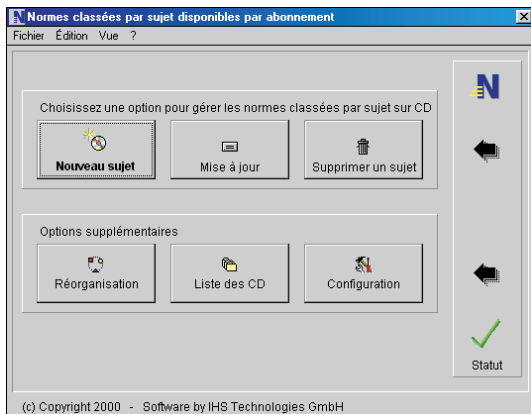 Normes classées par sujet disponibles par abonnement
Fichier Édition Vue ?
Choisissez une option pour gérer les normes classées par sujet sur CD
Nouveau sujet
Mise à jour
Supprimer un sujet
Options supplémentaires
Réorganisation
Liste des CD
Configuration
Statut
(c) Copyright 2000 - Software by IHS Technologies GmbH